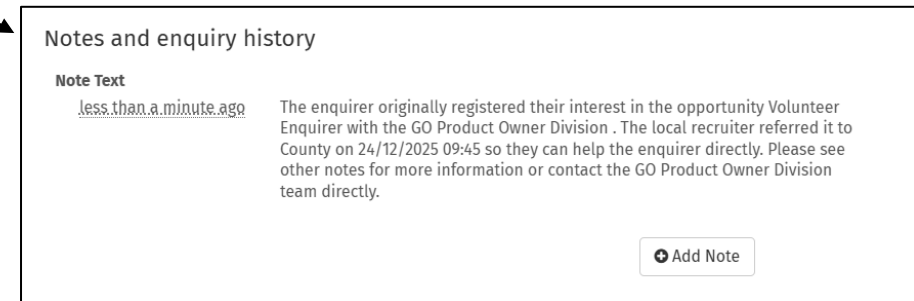 Notes and enquiry history
Note Text
less than a minute ago
The enquirer originally registered their interest in the opportunity Volunteer
Enquirer with the GO Product Owner Division . The local recruiter referred it to
County on 24/12/2025 09:45 so they can help the enquirer directly. Please see
other notes for more information or contact the GO Product Owner Division
team directly.
Add Note